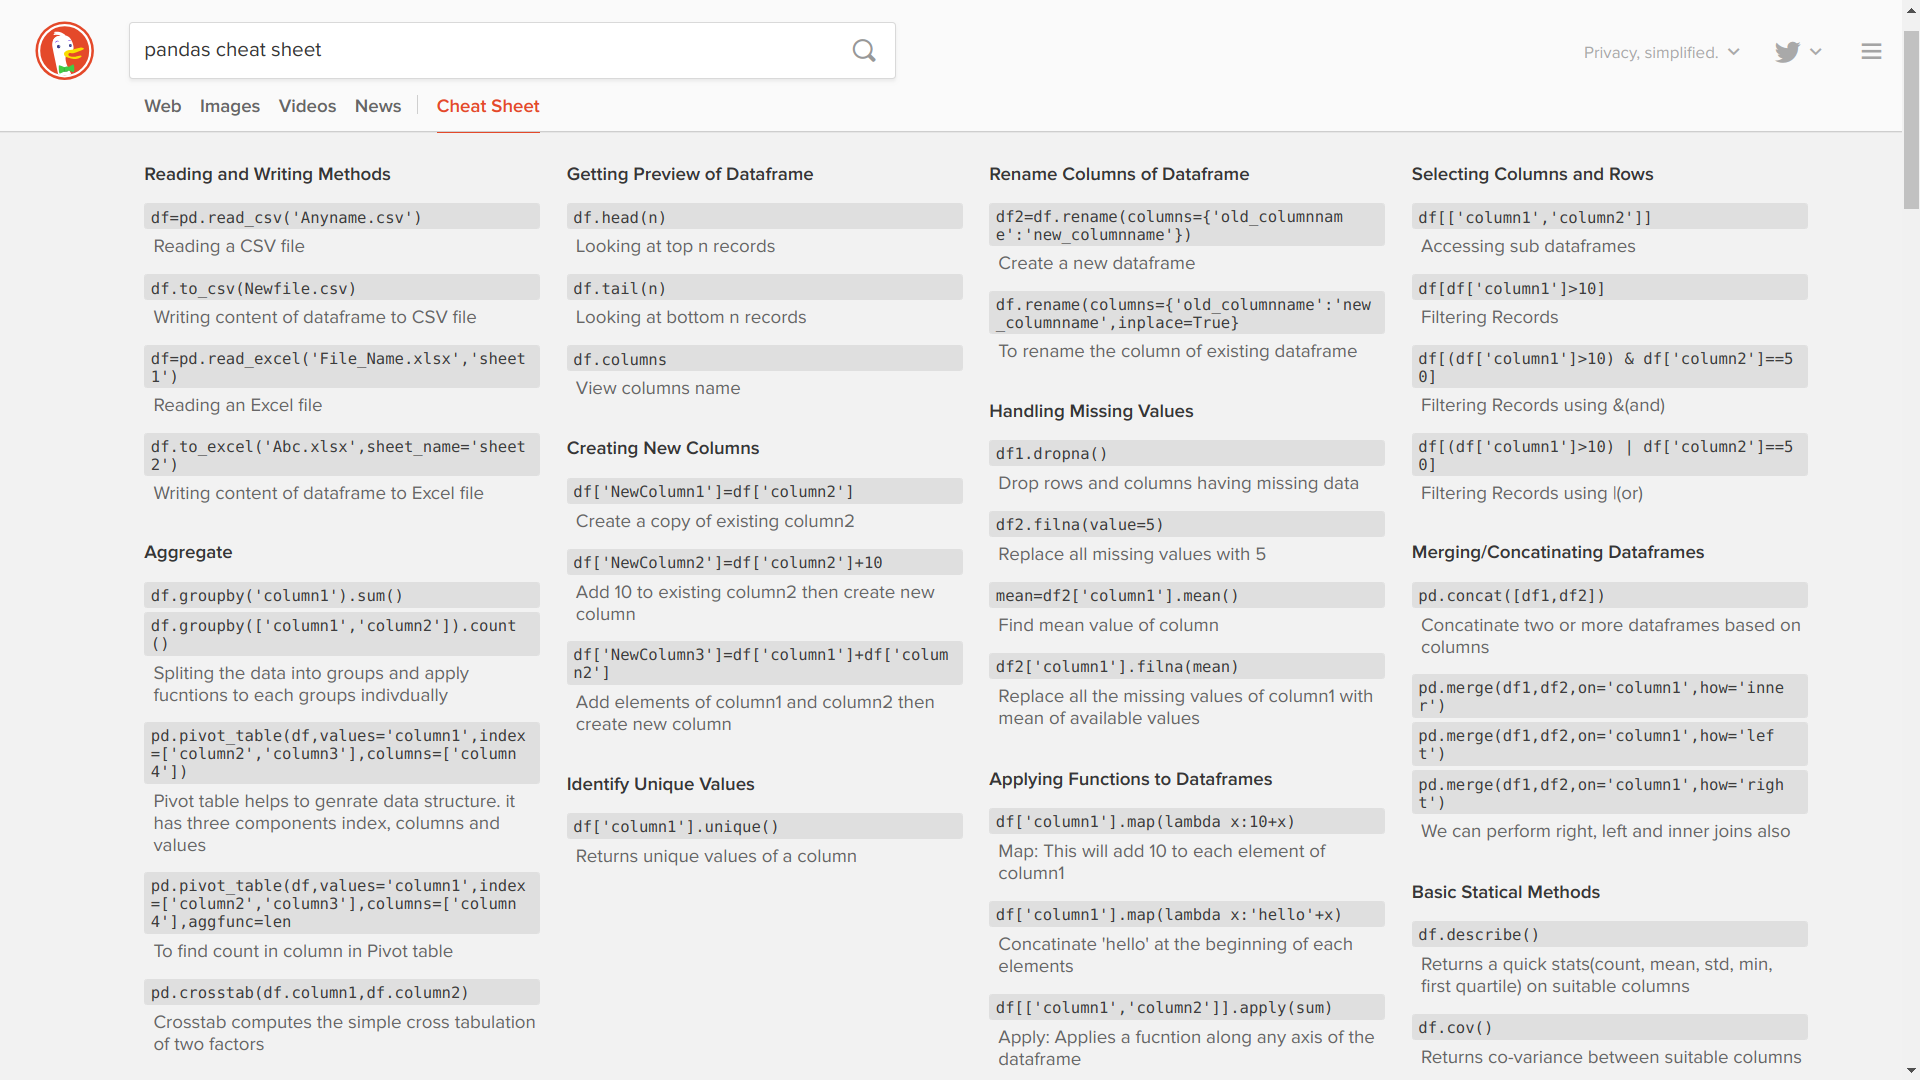 pandas cheat sheet
Privacy, simplified.
Web Images Videos News Cheat Sheet
Reading and Writing Methods
df=pd.read_csv('Anyname.csv')
Reading a CSV file
df.to_csv(Newfile.csv)
Writing content of dataframe to CSV file
df=pd.read_excel('File_Name.xlsx','sheet
1')
Reading an Excel file
df.to_excel('Abc.xlsx',sheet_name='sheet
2')
Writing content of dataframe to Excel file
Aggregate
df.groupby('column1').sum()
df.groupby(['column1','column2']).count
()
Spliting the data into groups and apply
fucntions to each groups indivdually
pd.pivot_table(df,values='column1',index
=['column2','column3'],columns=['column
4'])
Pivot table helps to genrate data structure. it
has three components index, columns and
values
pd.pivot_table(df,values='column1',index
=['column2','column3'],columns=['column
4'],aggfunc=len
To find count in column in Pivot table
pd.crosstab(df.column1,df.column2)
Crosstab computes the simple cross tabulation
of two factors
Getting Preview of Dataframe
df.head(n)
Looking at top n records
df.tail(n)
Looking at bottom n records
df.columns
View columns name
Creating New Columns
df['NewColumn1']=df['column2']
Create a copy of existing column2
df['NewColumn2']=df['column2']+10
Add 10 to existing column2 then create new
column
df['NewColumn3']=df['column1']+df['colum
n2']
Add elements of column1 and column2 then
create new column
Identify Unique Values
df['column1'].unique()
Returns unique values of a column
Rename Columns of Dataframe
df2=df.rename(columns={'old_columnnam
e':'new_columnname'})
Create a new dataframe
df.rename(columns={'old_columnname':'new
_columnname',inplace=True}
To rename the column of existing dataframe
Handling Missing Values
df1.dropna()
Drop rows and columns having missing data
df2.filna(value=5)
Replace all missing values with 5
mean=df2['column1'].mean()
Find mean value of column
df2['column1'].filna(mean)
Replace all the missing values of column1 with
mean of available values
Applying Functions to Dataframes
df['column1'].map(lambda x:10+x)
Map: This will add 10 to each element of
column1
df['column1'].map(lambda x:'hello'+x)
Concatinate 'hello' at the beginning of each
elements
df[['column1','column2']].apply(sum)
Apply: Applies a fucntion along any axis of the
dataframe
Selecting Columns and Rows
df[['column1','column2']]
Accessing sub dataframes
df[df['column1']>10]
Filtering Records
df[(df['column1']>10) & df['column2']==5
0]
Filtering Records using &(and)
df[(df['column1']>10) | df['column2']==5
0]
Filtering Records using |(or)
Merging/Concatinating Dataframes
pd.concat([df1,df2])
Concatinate two or more dataframes based on
columns
pd.merge(df1,df2,on='column1',how='inne
r')
pd.merge(df1,df2,on='column1',how='lef
t')
pd.merge(df1,df2,on='column1',how='righ
t')
We can perform right, left and inner joins also
Basic Statical Methods
df.describe()
Returns a quick stats(count, mean, std, min,
first quartile) on suitable columns
df.cov()
Returns co-variance between suitable columns